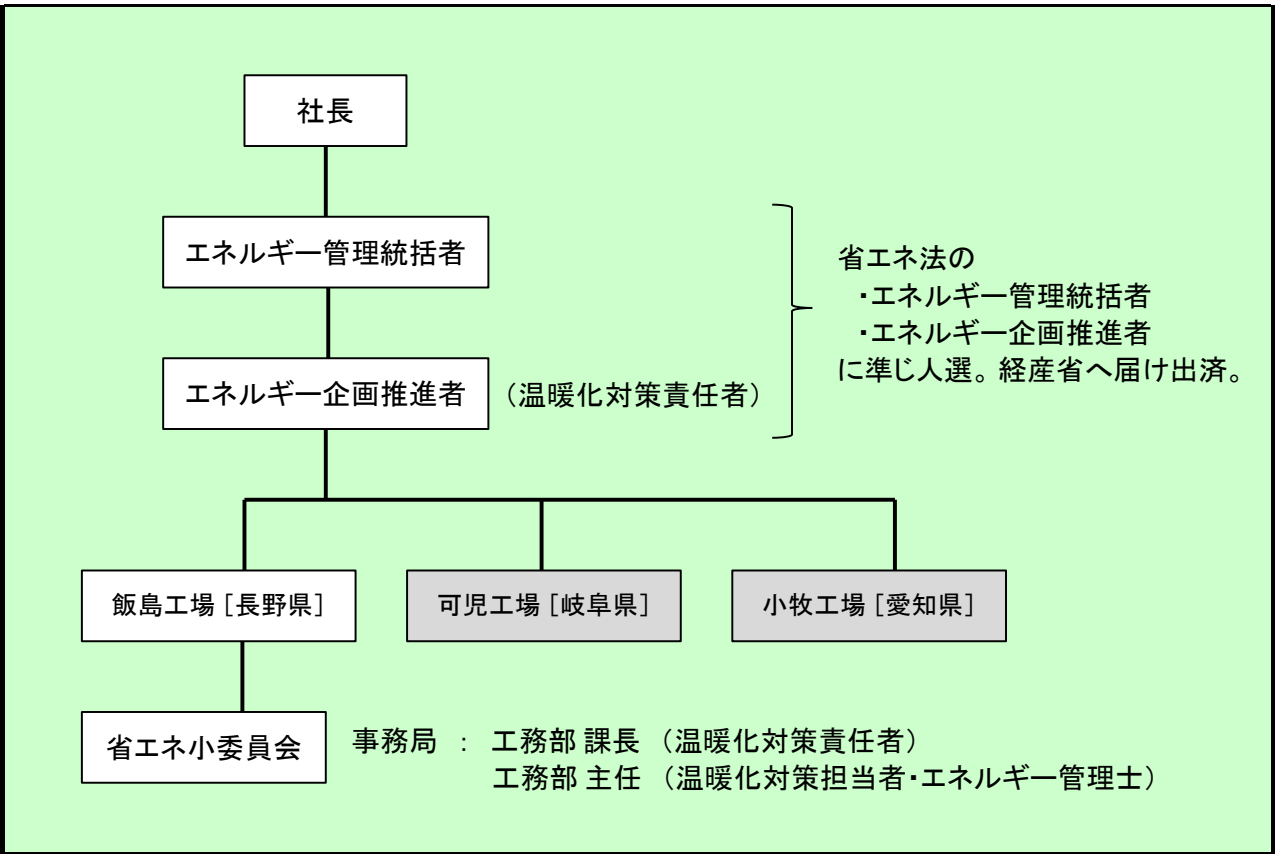 社長
エネルギー管理統括者
エネルギー企画推進者 （温暖化対策責任者）
省エネ法の
・エネルギー管理統括者
・エネルギー企画推進者
に準じ人選。経産省へ届け出済。
飯島工場［長野県］
可児工場［岐阜県］
小牧工場［愛知県］
省エネ小委員会
事務局 ： 工務部 課長 （温暖化対策責任者）
工務部 主任 （温暖化対策担当者・エネルギー管理士）